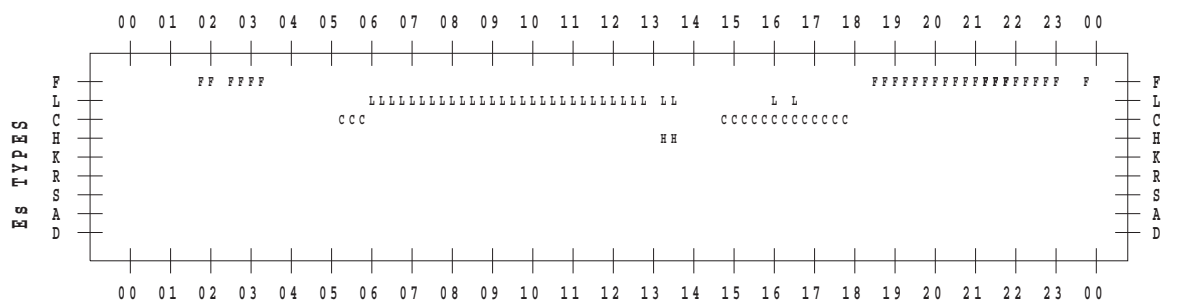 00 01 02 03 04 05 06 07 08 09 10 11 12 13 14 15 16 17 18 19 20 21 22 23 00
Es TYPES
F FF FFFF FFFFFFFFFFFFFFFFFFF F F
L LLLLLLLLLLLLLLLLLLLLLLLLLLLL LL L L L
C CCC CCCCCCCCCCCCC C
H HH H
K K
R R
S S
A A
D D
00 01 02 03 04 05 06 07 08 09 10 11 12 13 14 15 16 17 18 19 20 21 22 23 00